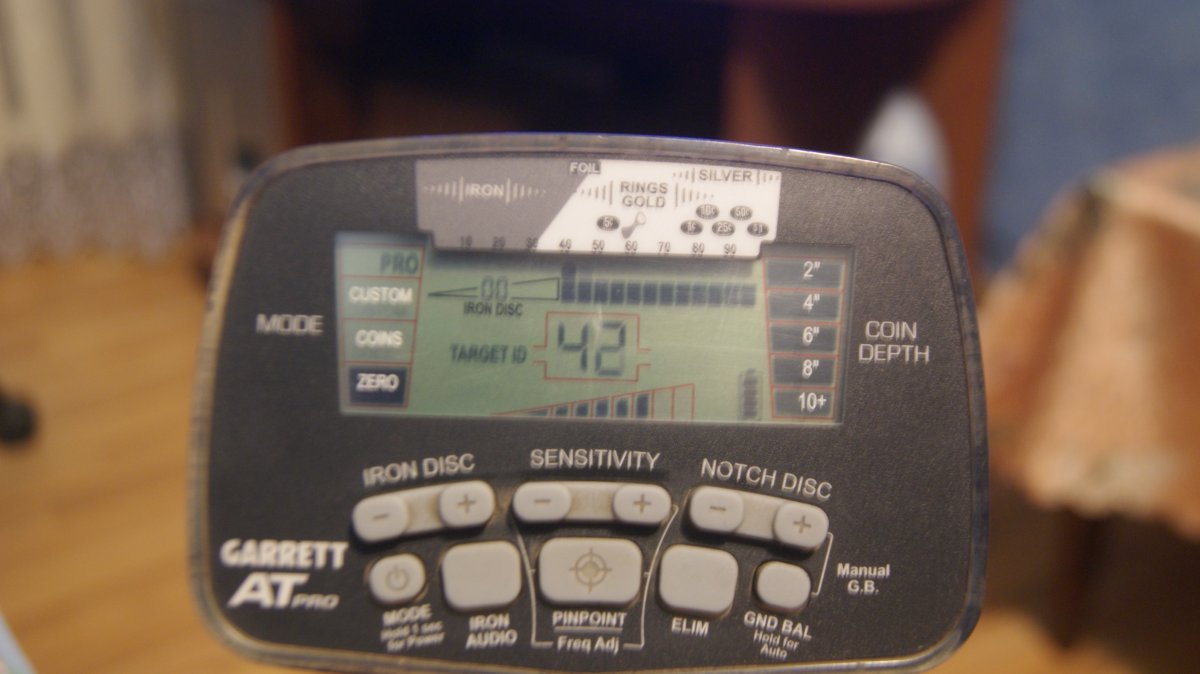 FOIL
IRON
RINGS
GOLD
SILVER
5¢
10¢ 50¢
1¢ 25¢ $1
10 20 30 40 50 60 70 80 90
PRO
CUSTOM
COINS
ZERO
MODE
00
IRON DISC
TARGET ID
42
2"
4"
6"
8"
10+
COIN
DEPTH
IRON DISC
- +
SENSITIVITY
- +
NOTCH DISC
- +
Manual
G.B.
GARRETT
AT PRO
MODE
Hold 1 sec
for Power
IRON
AUDIO
PINPOINT
Freq Adj
ELIM
GND BAL
Hold for
Auto